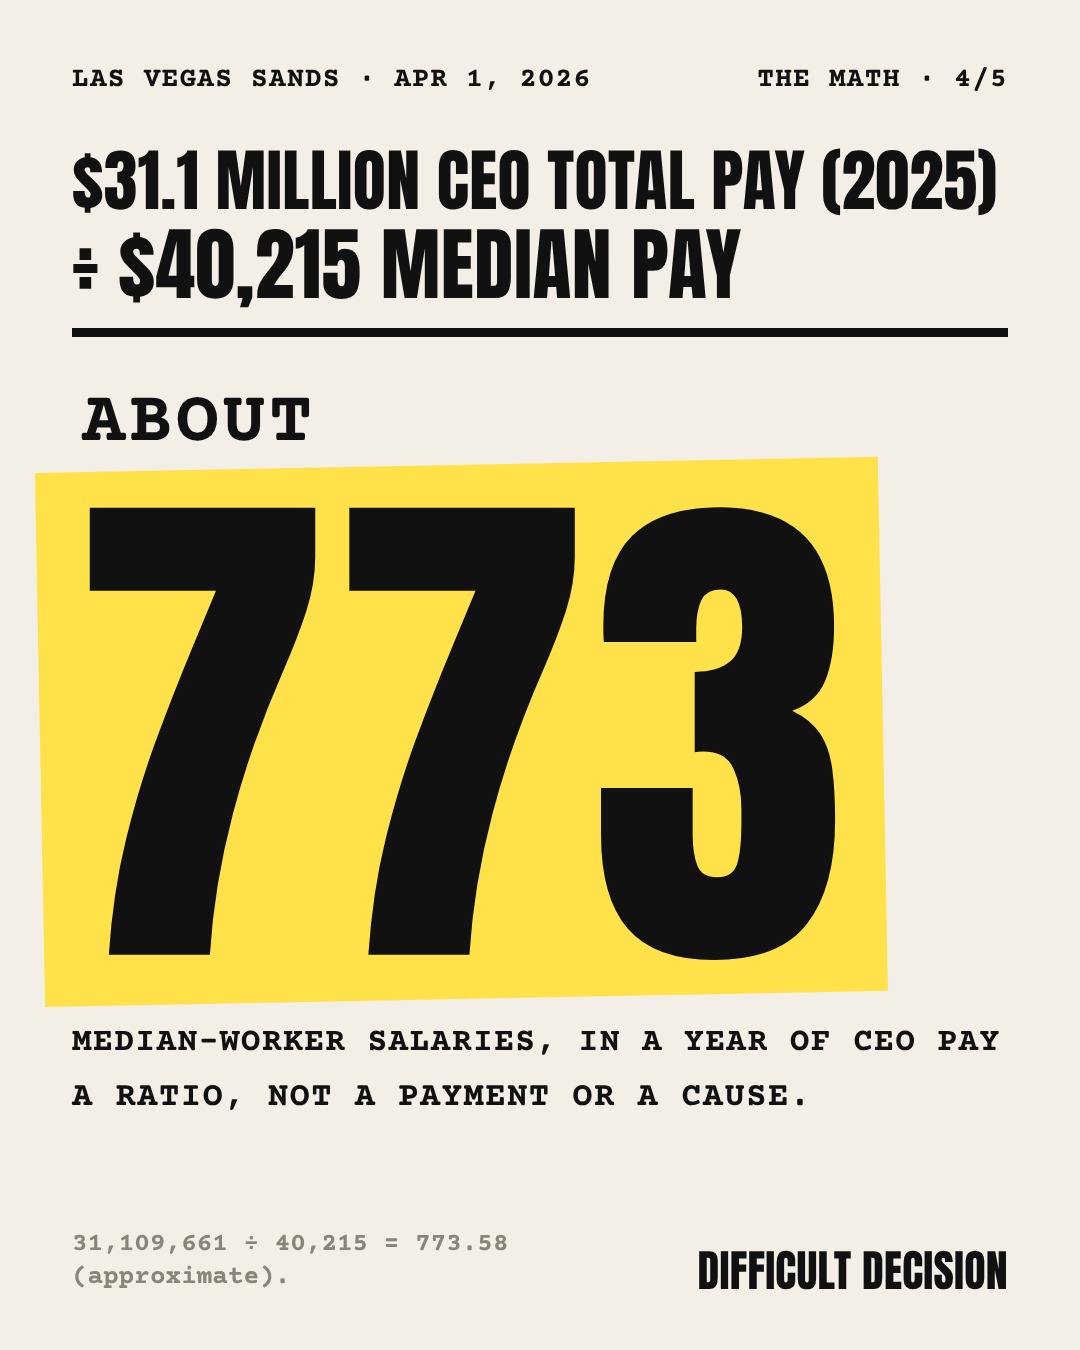 LAS VEGAS SANDS · APR 1, 2026
THE MATH · 4/5
$31.1 MILLION CEO TOTAL PAY (2025)
÷ $40,215 MEDIAN PAY
ABOUT
773
MEDIAN-WORKER SALARIES, IN A YEAR OF CEO PAY
A RATIO, NOT A PAYMENT OR A CAUSE.
31,109,661 ÷ 40,215 = 773.58
(approximate).
DIFFICULT DECISION